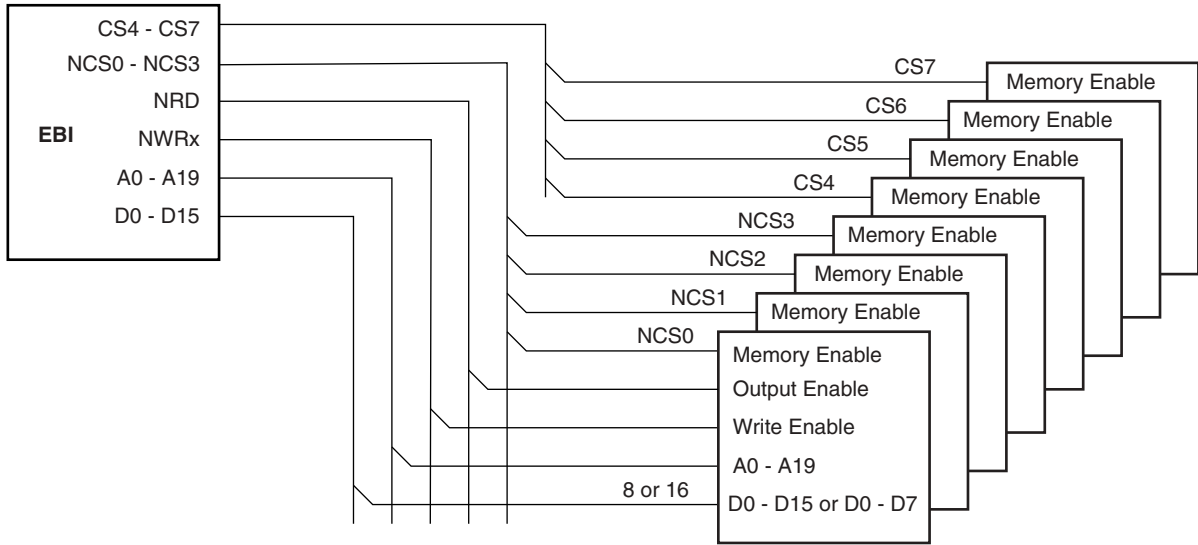 CS4 - CS7
NCS0 - NCS3
NRD
EBI
NWRx
A0 - A19
D0 - D15
CS7
Memory Enable
CS6
Memory Enable
CS5
Memory Enable
CS4
Memory Enable
NCS3
Memory Enable
NCS2
Memory Enable
NCS1
Memory Enable
NCS0
Memory Enable
Output Enable
Write Enable
A0 - A19
8 or 16
D0 - D15 or D0 - D7